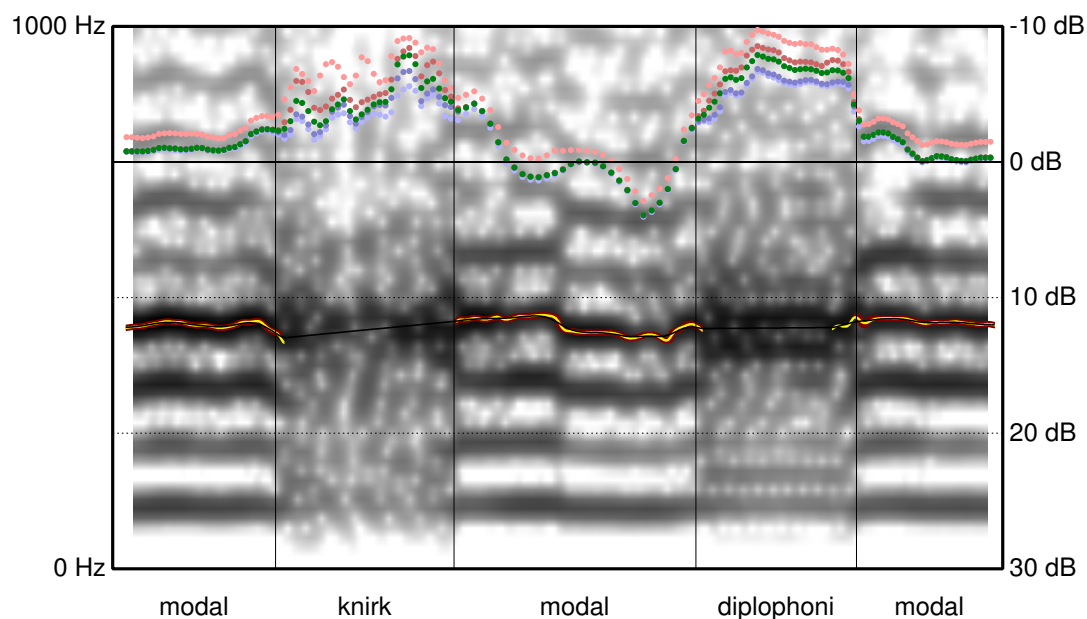 1000 Hz
-10 dB
0 dB
10 dB
20 dB
0 Hz
30 dB
modal knirk modal diplophoni modal